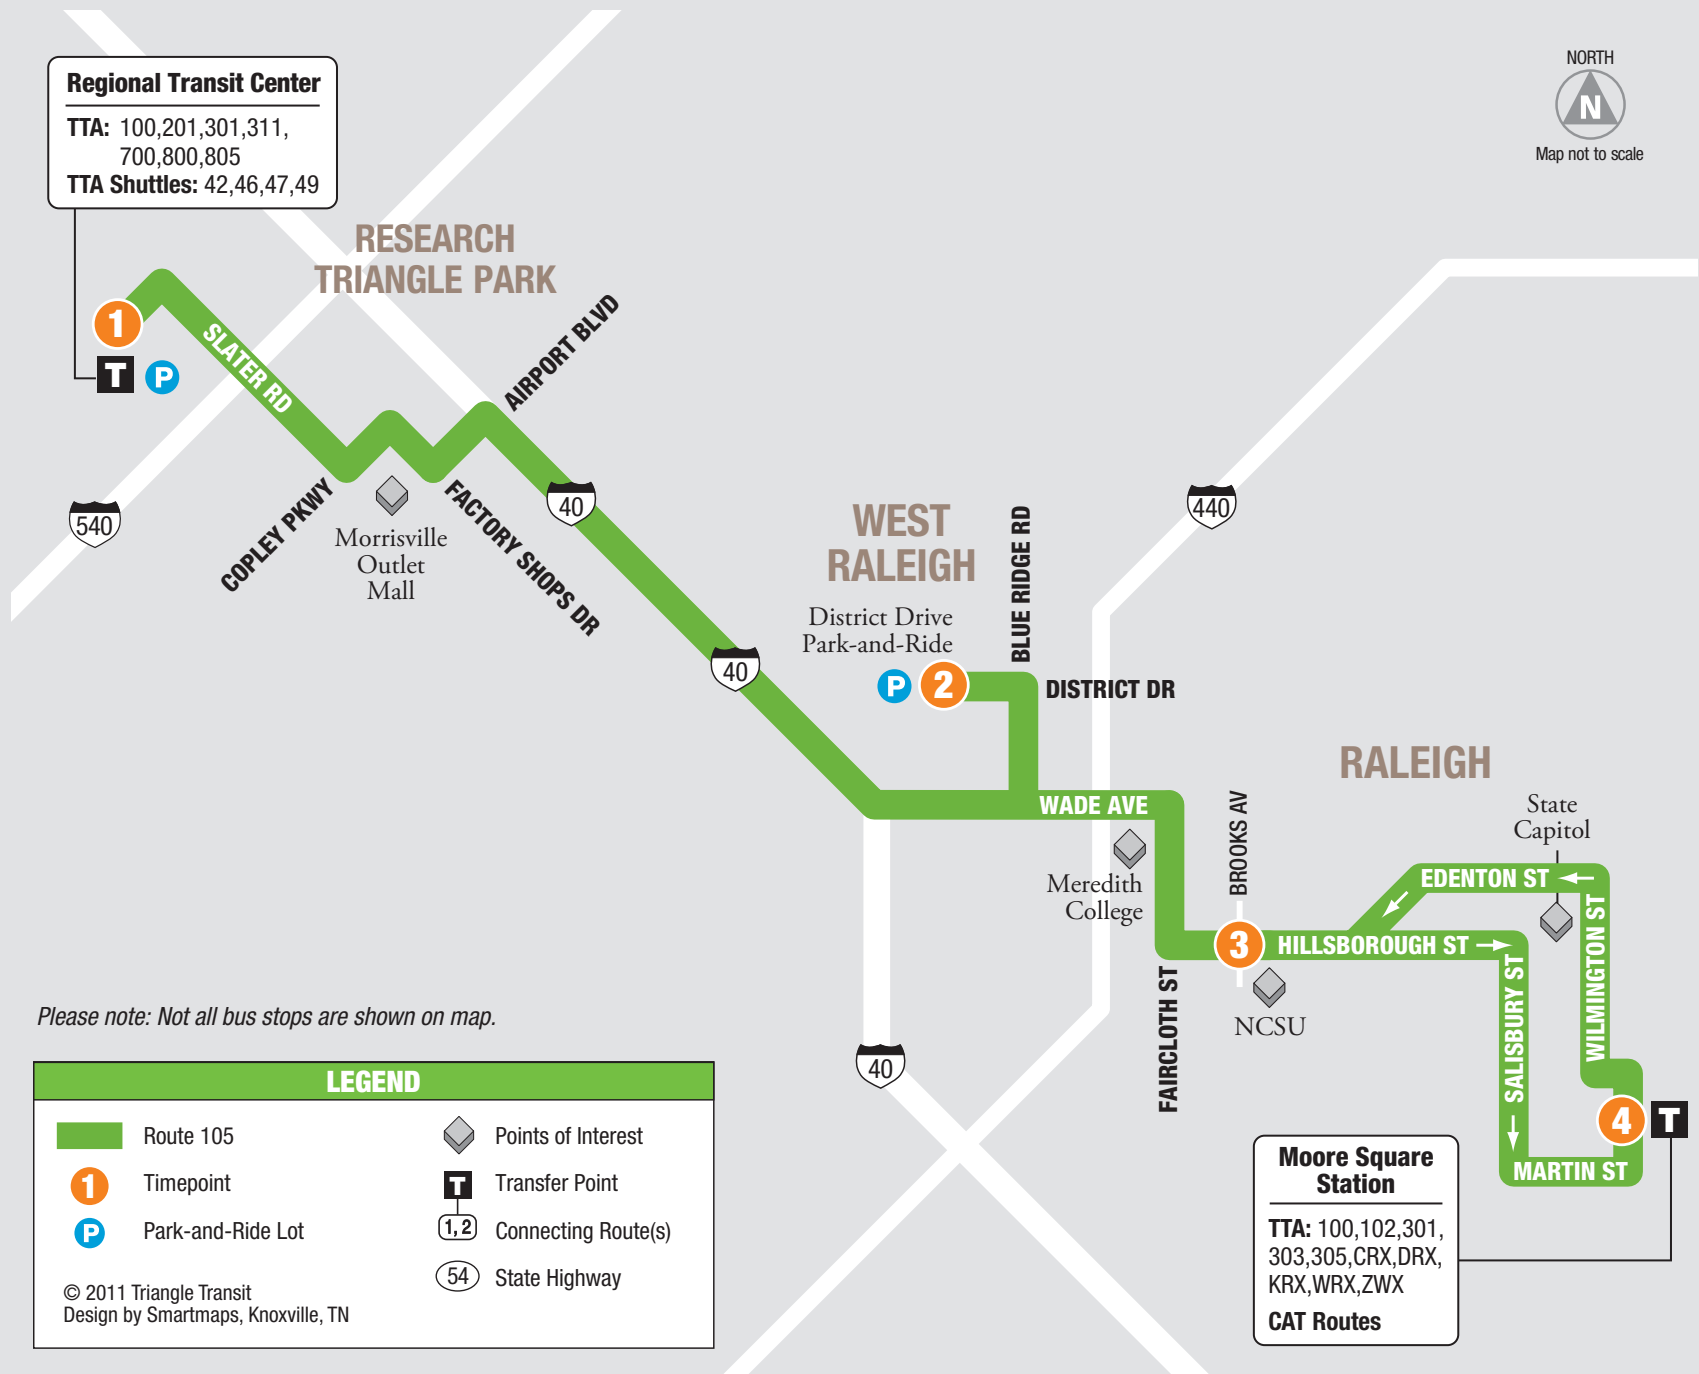 Regional Transit Center
TTA: 100,201,301,311,
700,800,805
TTA Shuttles: 42,46,47,49
NORTH
N
Map not to scale
RESEARCH
TRIANGLE PARK
1
T
P
SLATER RD
AIRPORT BLVD
540
COPLEY PKWY
Morrisville
Outlet
Mall
FACTORY SHOPS DR
40
440
WEST
RALEIGH
District Drive
Park-and-Ride
P
2
BLUE RIDGE RD
DISTRICT DR
40
WADE AVE
RALEIGH
Meredith
College
BROOKS AV
State
Capitol
EDENTON ST
3
HILLSBOROUGH ST
NCSU
FAIRCLOTH ST
SALISBURY ST
WILMINGTON ST
40
4
T
MARTIN ST
Moore Square
Station
TTA: 100,102,301,
303,305,CRX,DRX,
KRX,WRX,ZWX
CAT Routes
Please note: Not all bus stops are shown on map.
LEGEND
Route 105
1
Timepoint
P
Park-and-Ride Lot
Points of Interest
T
Transfer Point
1,2
Connecting Route(s)
54
State Highway
© 2011 Triangle Transit
Design by Smartmaps, Knoxville, TN